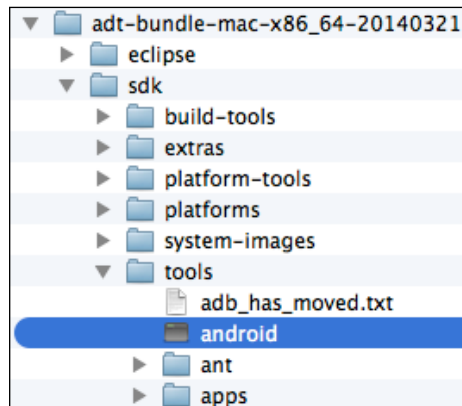 adt-bundle-mac-x86_64-20140321
eclipse
sdk
build-tools
extras
platform-tools
platforms
system-images
tools
adb_has_moved.txt
android
ant
apps